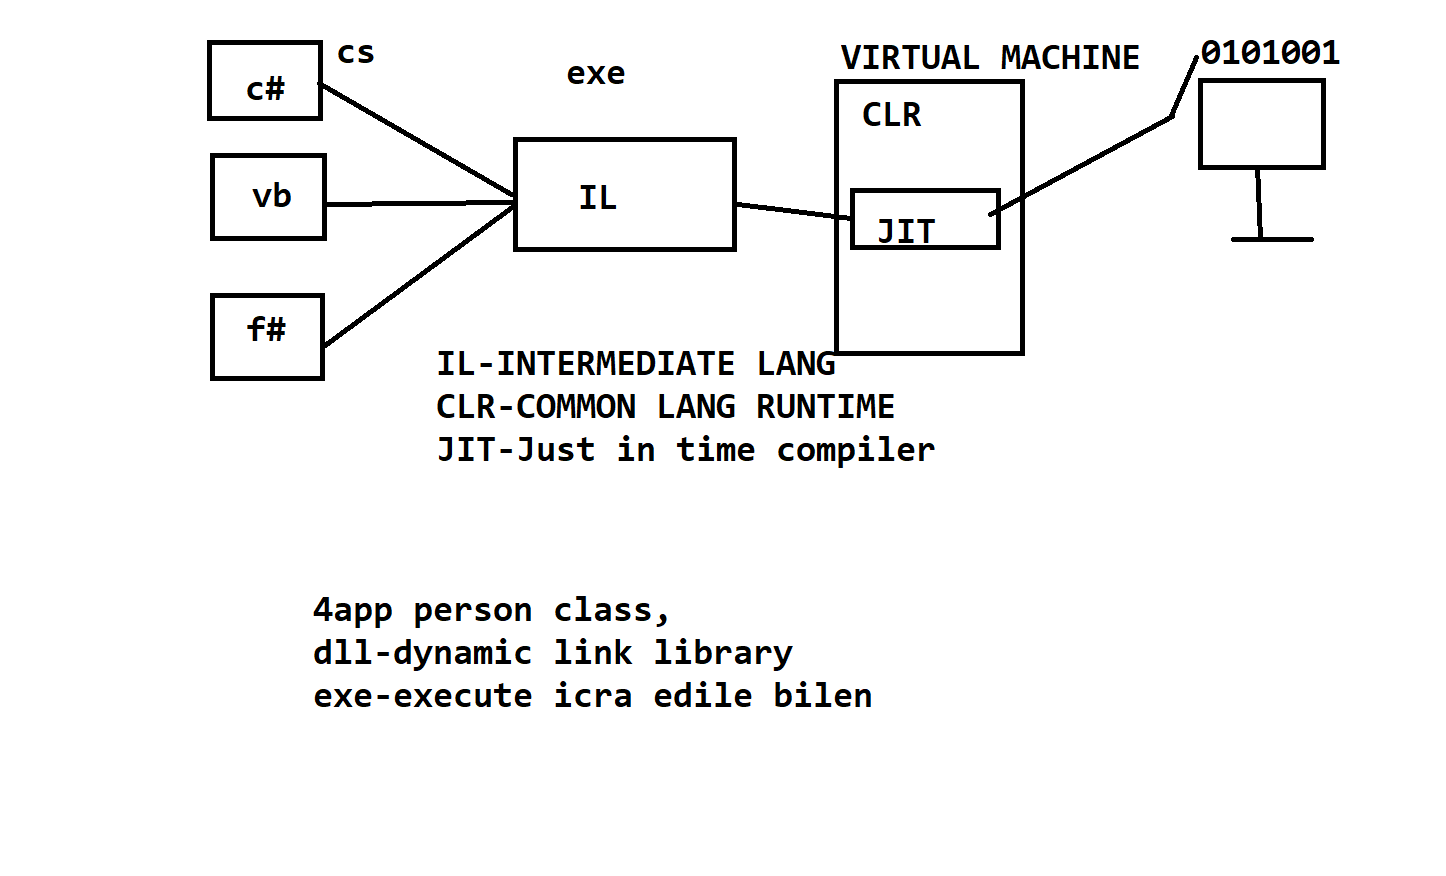 cs
c#
exe
VIRTUAL MACHINE
0101001
CLR
vb
IL
JIT
f#
IL-INTERMEDIATE LANG
CLR-COMMON LANG RUNTIME
JIT-Just in time compiler
4app person class,
dll-dynamic link library
exe-execute icra edile bilen